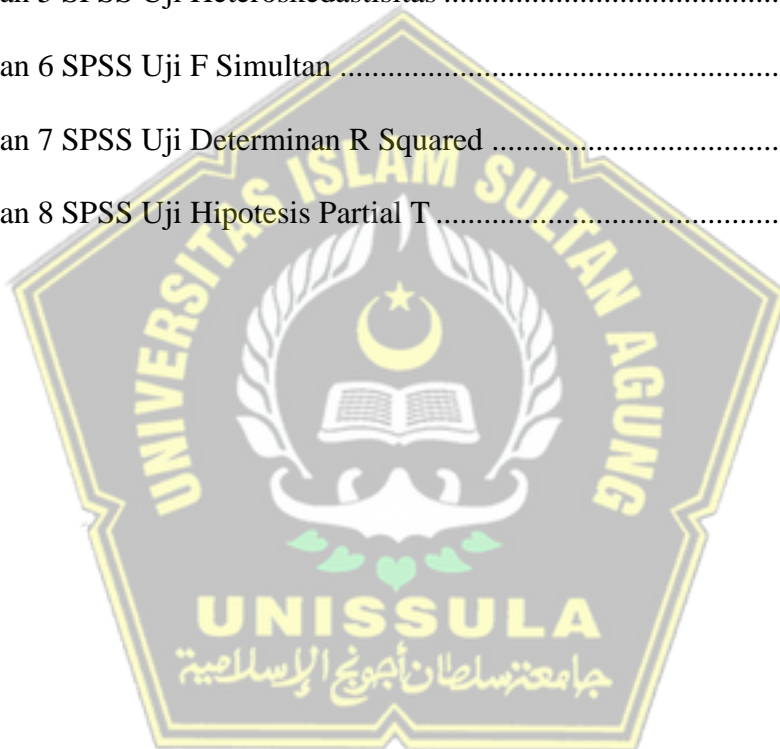 an 5 SPSS Uji Heteroskedastisitas ..........................................
an 6 SPSS Uji F Simultan .......................................................
an 7 SPSS Uji Determinan R Squared ....................................
an 8 SPSS Uji Hipotesis Partial T ...........................................
UNIVERSITAS ISLAM SULTAN AGUNG
UNISSULA
جامعة سلطان أجونج الإسلامية